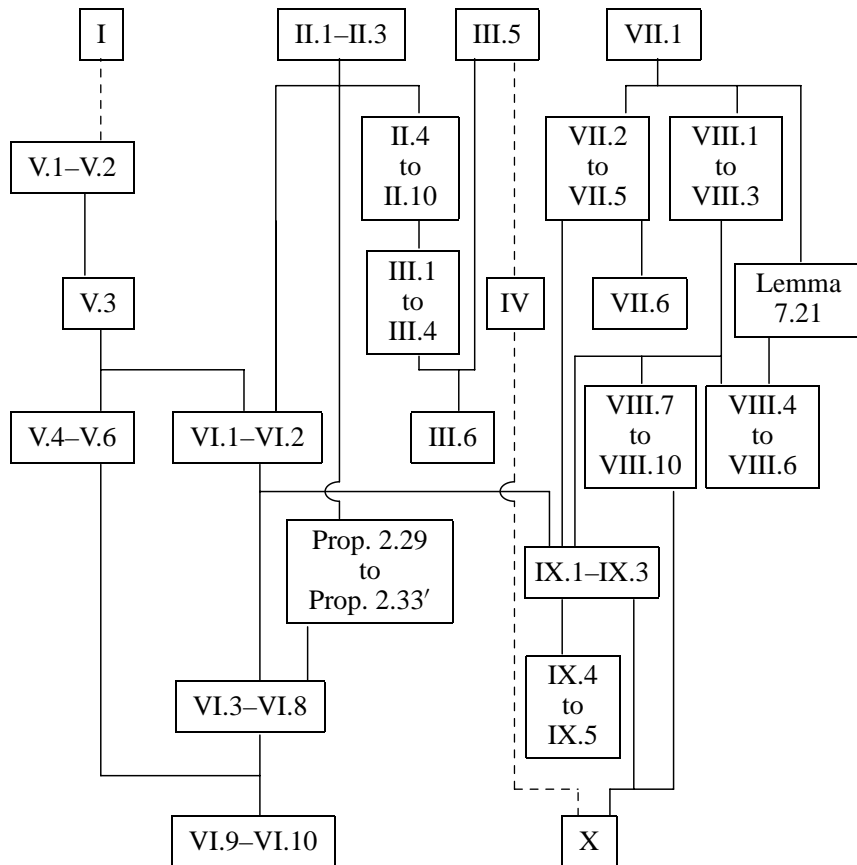 I
II.1–II.3
III.5
VII.1
V.1–V.2
II.4
to
II.10
VII.2
to
VII.5
VIII.1
to
VIII.3
V.3
III.1
to
III.4
IV
VII.6
Lemma
7.21
V.4–V.6
VI.1–VI.2
III.6
VIII.7
to
VIII.10
VIII.4
to
VIII.6
Prop. 2.29
to
Prop. 2.33′
IX.1–IX.3
VI.3–VI.8
IX.4
to
IX.5
VI.9–VI.10
X